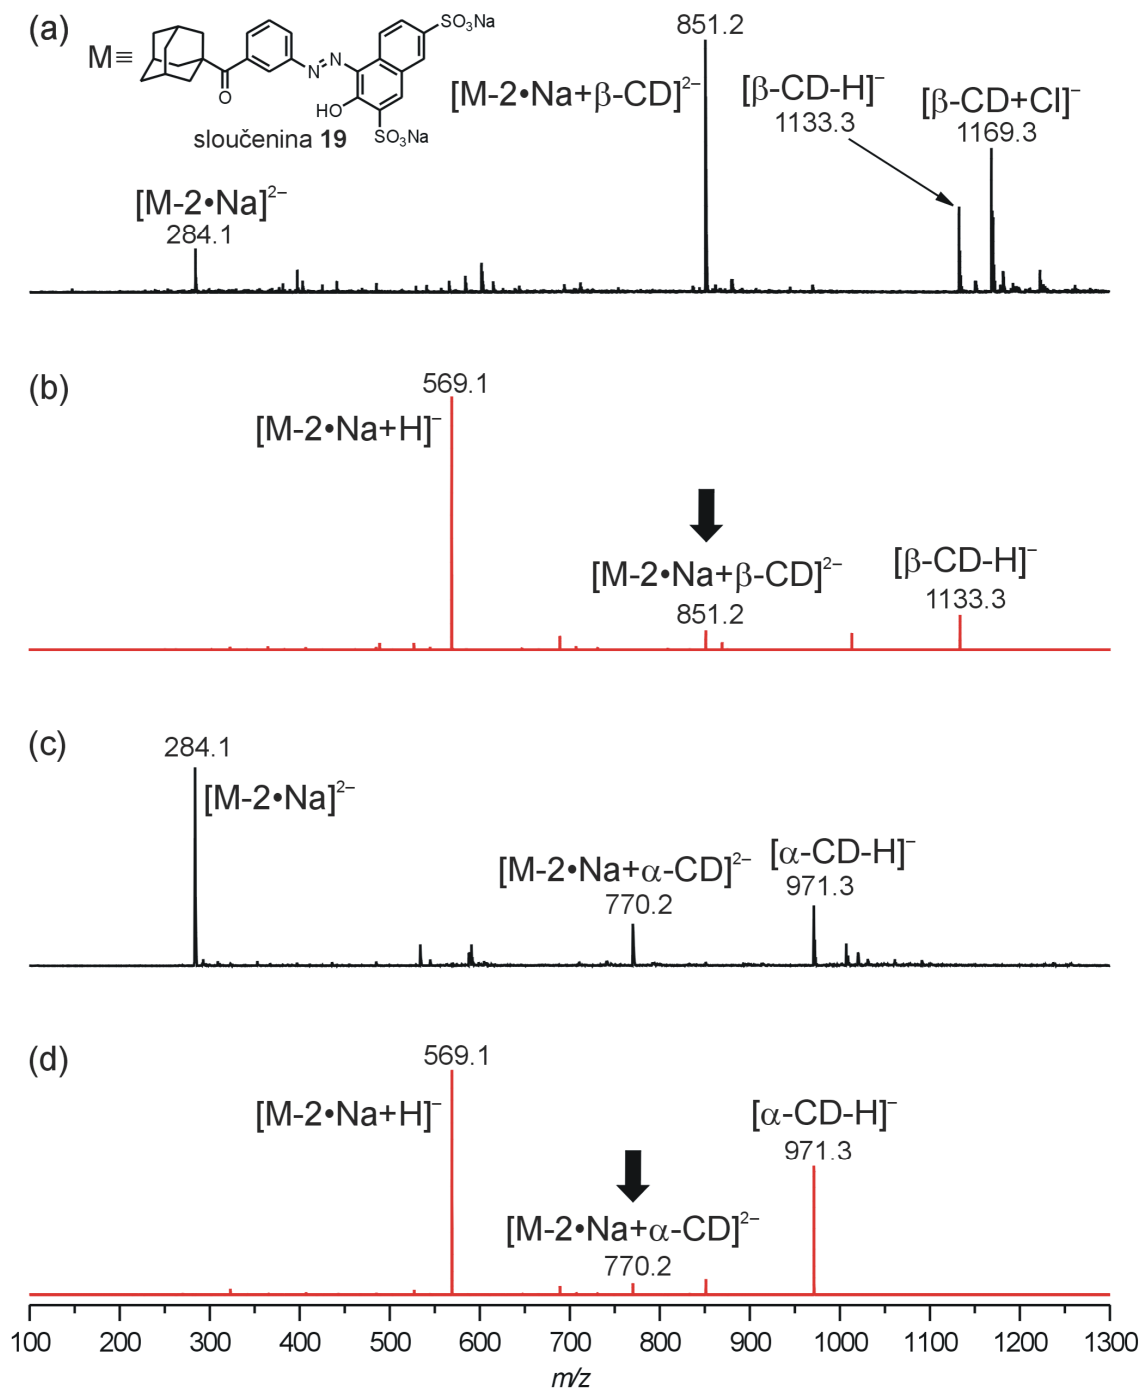 (a)
M≡
O
N
N
HO
SO₃Na
SO₃Na
sloučenina 19
[M-2•Na]²⁻
284.1
[M-2•Na+β-CD]²⁻
851.2
[β-CD-H]⁻
1133.3
[β-CD+Cl]⁻
1169.3
(b)
569.1
[M-2•Na+H]⁻
[M-2•Na+β-CD]²⁻
851.2
[β-CD-H]⁻
1133.3
(c)
284.1
[M-2•Na]²⁻
[M-2•Na+α-CD]²⁻
770.2
[α-CD-H]⁻
971.3
(d)
569.1
[M-2•Na+H]⁻
[M-2•Na+α-CD]²⁻
770.2
[α-CD-H]⁻
971.3
100 200 300 400 500 600 700 800 900 1000 1100 1200 1300
m/z